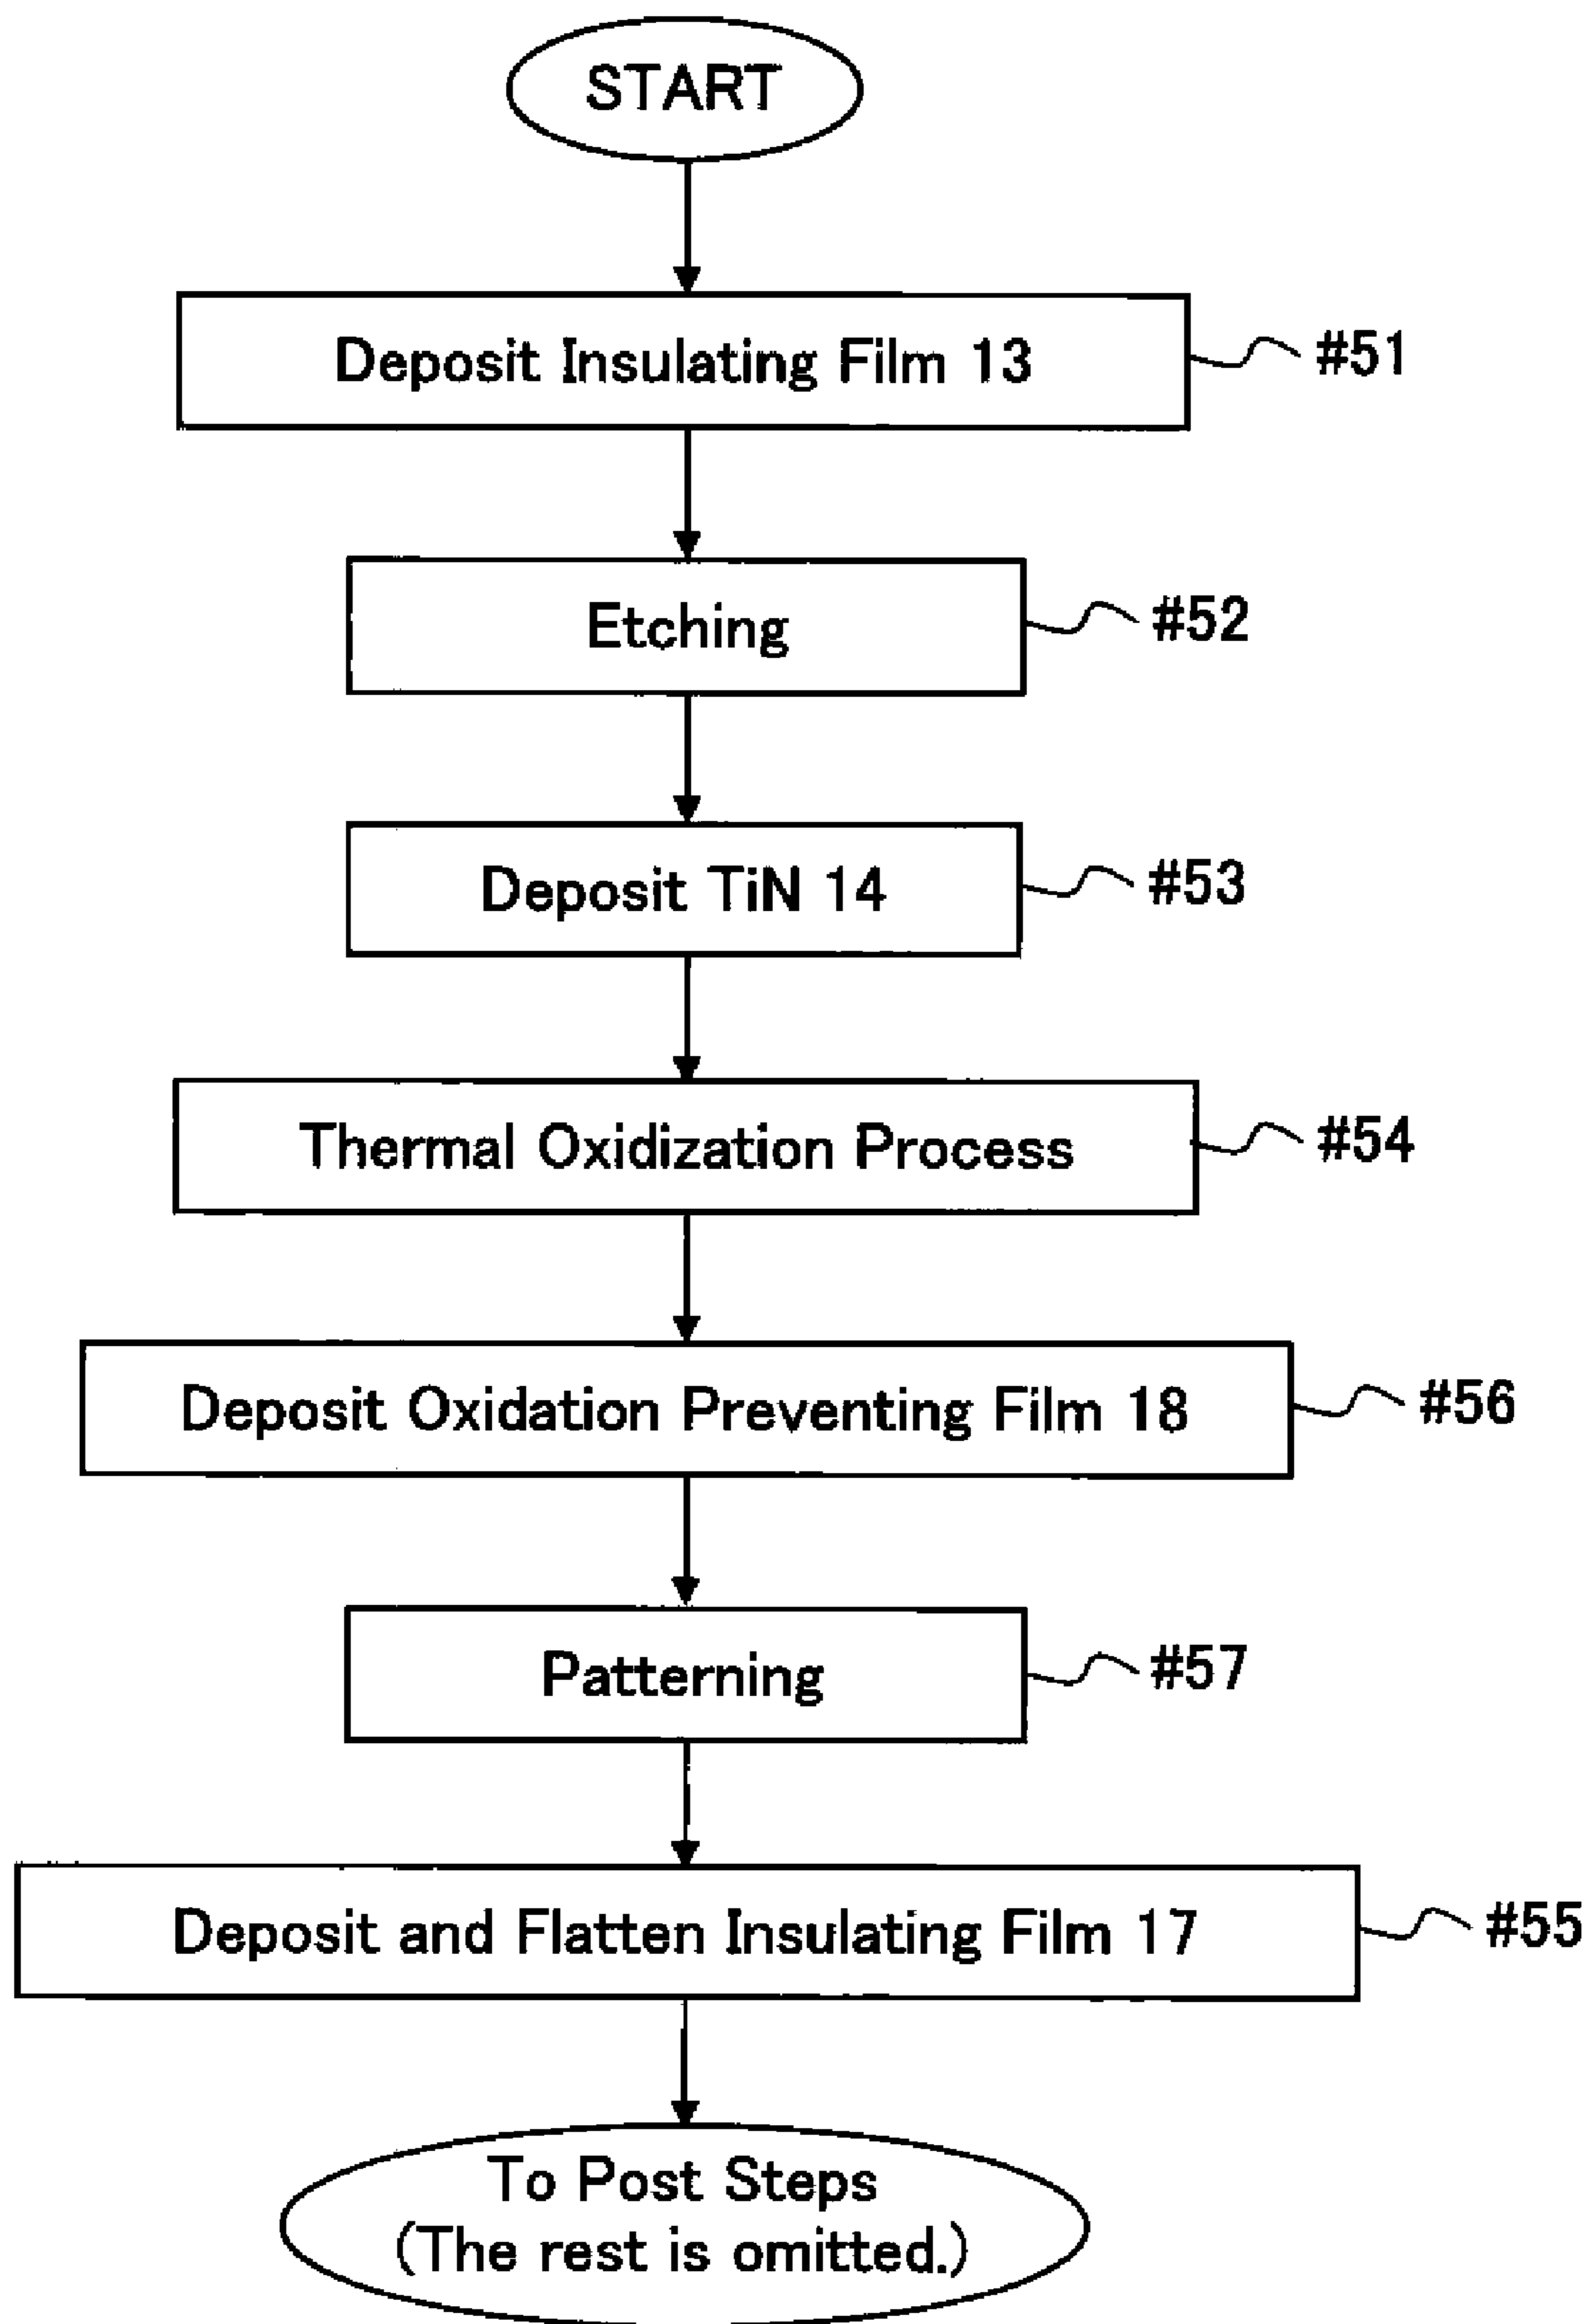 START
Deposit Insulating Film 13
#51
Etching
#52
Deposit TiN 14
#53
Thermal Oxidization Process
#54
Deposit Oxidation Preventing Film 18
#56
Patterning
#57
Deposit and Flatten Insulating Film 17
#55
To Post Steps
(The rest is omitted.)